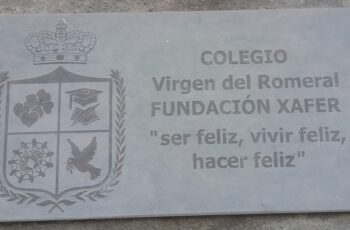 COLEGIO
Virgen del Romeral
FUNDACIÓN XAFER
"ser feliz, vivir feliz,
hacer feliz"